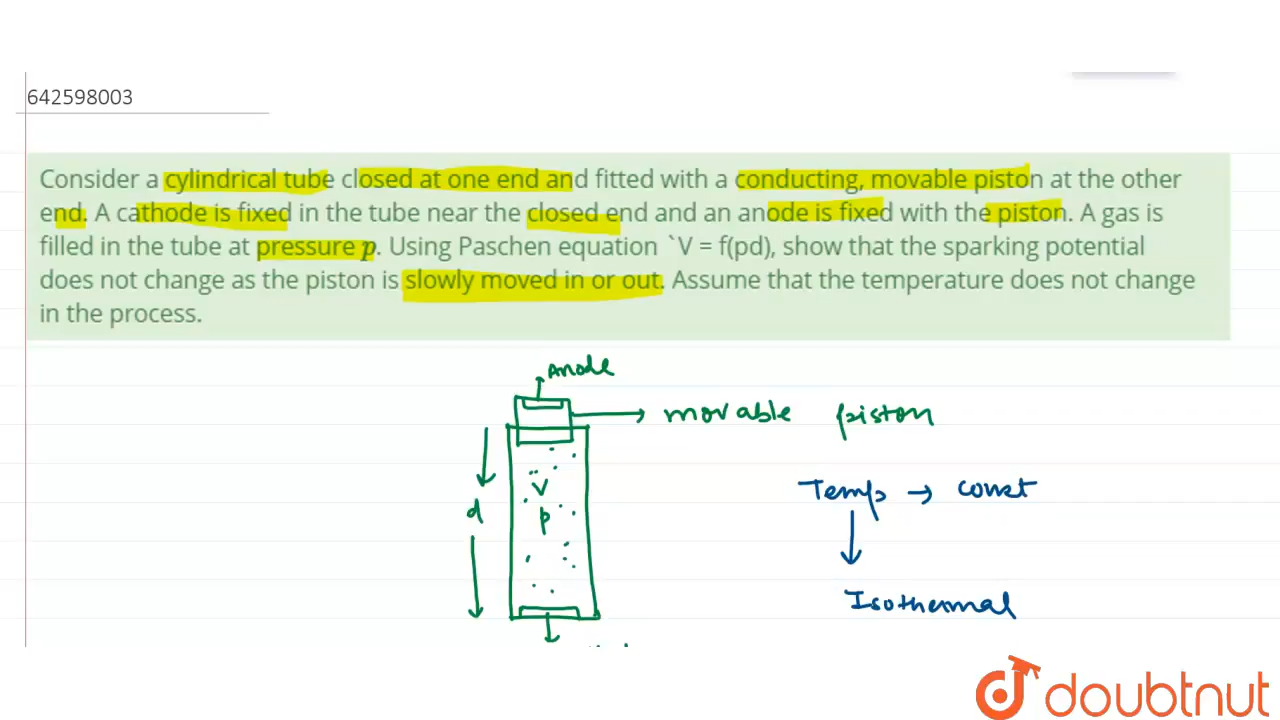 642598003
Consider a cylindrical tube closed at one end and fitted with a conducting, movable piston at the other
end. A cathode is fixed in the tube near the closed end and an anode is fixed with the piston. A gas is
filled in the tube at pressure p. Using Paschen equation `V = f(pd), show that the sparking potential
does not change as the piston is slowly moved in or out. Assume that the temperature does not change
in the process.
Anode
movable piston
Temp → const
V
d
p
Isothermal
doubtnut